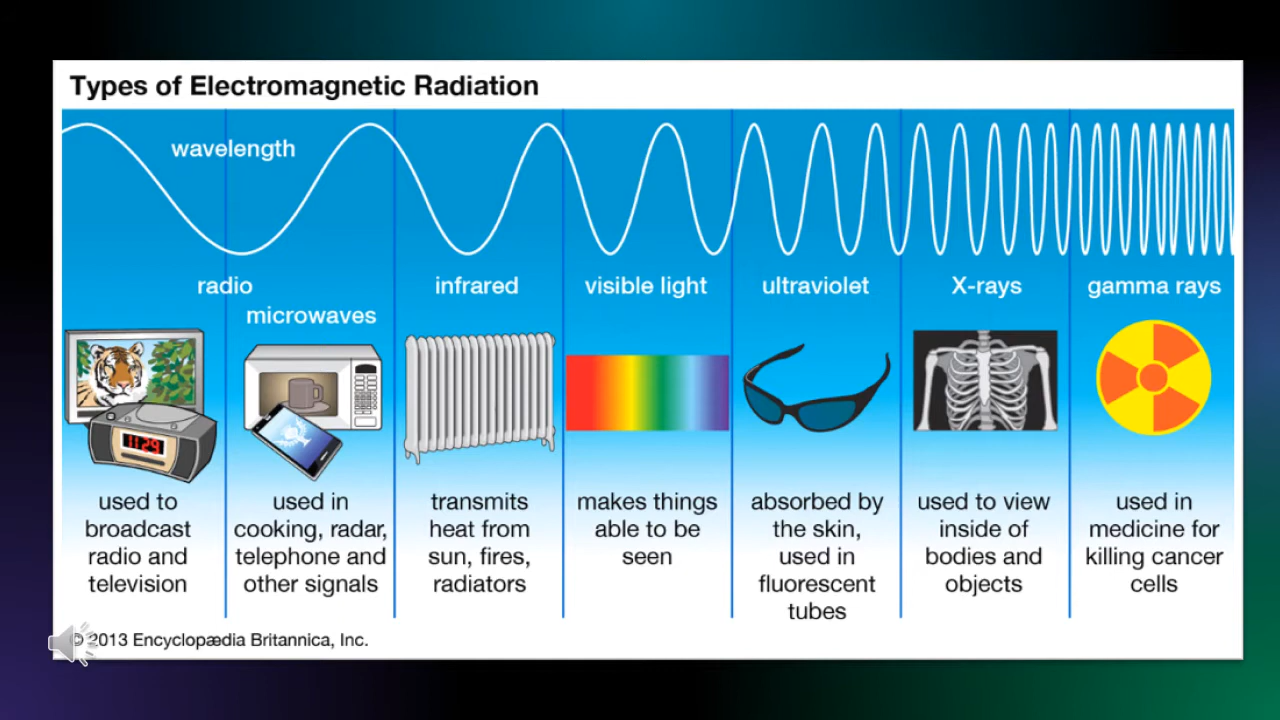 Types of Electromagnetic Radiation
wavelength
radio
microwaves
infrared
visible light
ultraviolet
X-rays
gamma rays
11:29
used to
broadcast
radio and
television
used in
cooking, radar,
telephone and
other signals
transmits
heat from
sun, fires,
radiators
makes things
able to be
seen
absorbed by
the skin,
used in
fluorescent
tubes
used to view
inside of
bodies and
objects
used in
medicine for
killing cancer
cells
© 2013 Encyclopædia Britannica, Inc.